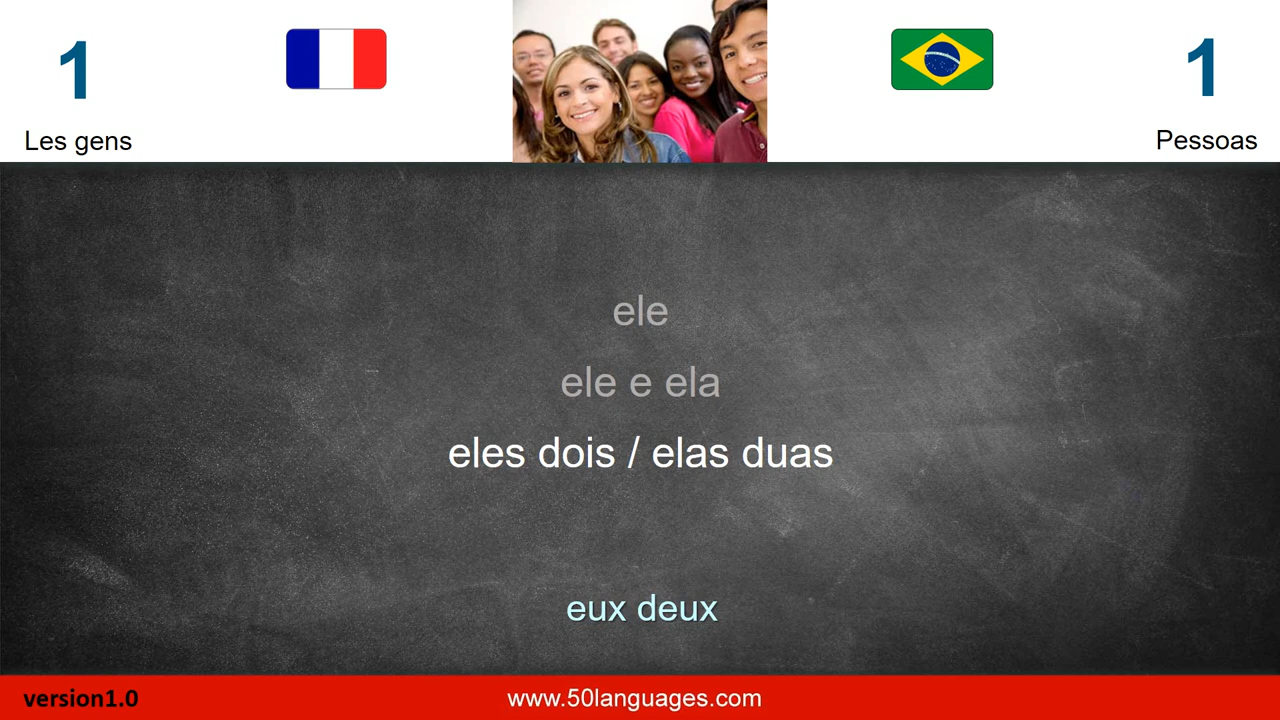 1
1
Les gens
Pessoas
ele
ele e ela
eles dois / elas duas
eux deux
version1.0
www.50languages.com